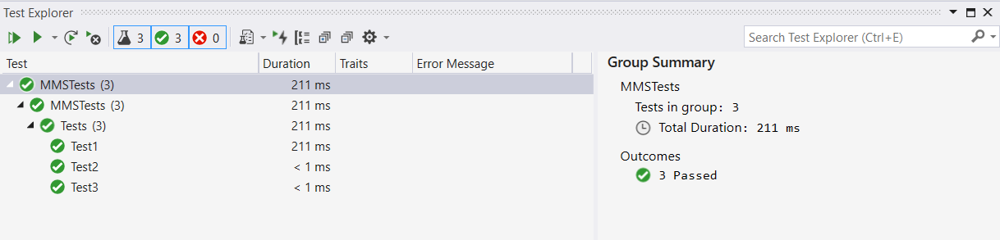 Test Explorer
3 3 0
Search Test Explorer (Ctrl+E)
Test Duration Traits Error Message
MMSTests (3) 211 ms
MMSTests (3) 211 ms
Tests (3) 211 ms
Test1 211 ms
Test2 < 1 ms
Test3 < 1 ms
Group Summary
MMSTests
Tests in group: 3
Total Duration: 211 ms
Outcomes
3 Passed